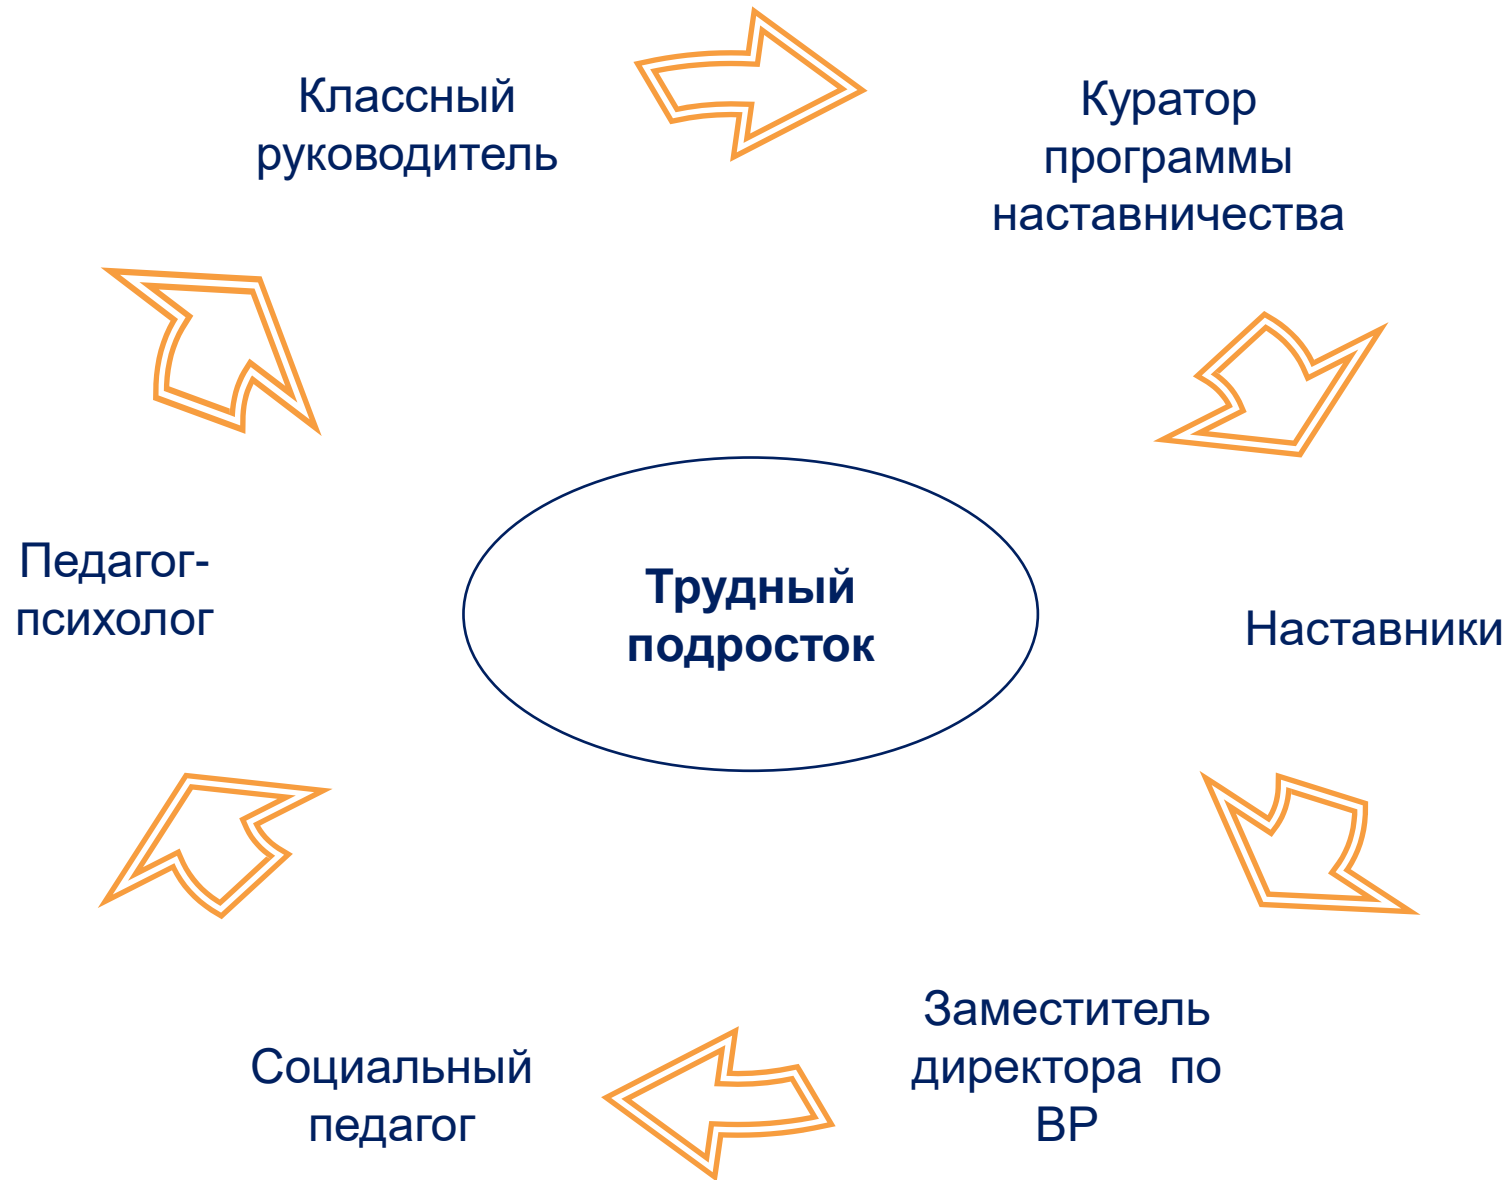 Классный
руководитель
Куратор
программы
наставничества
Педагог-
психолог
Трудный
подросток
Наставники
Социальный
педагог
Заместитель
директора по
ВР